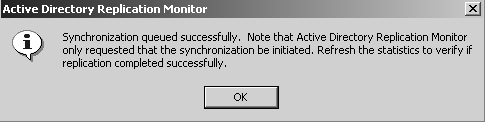 Active Directory Replication Monitor
Synchronization queued successfully. Note that Active Directory Replication Monitor
only requested that the synchronization be initiated. Refresh the statistics to verify if
replication completed successfully.
OK